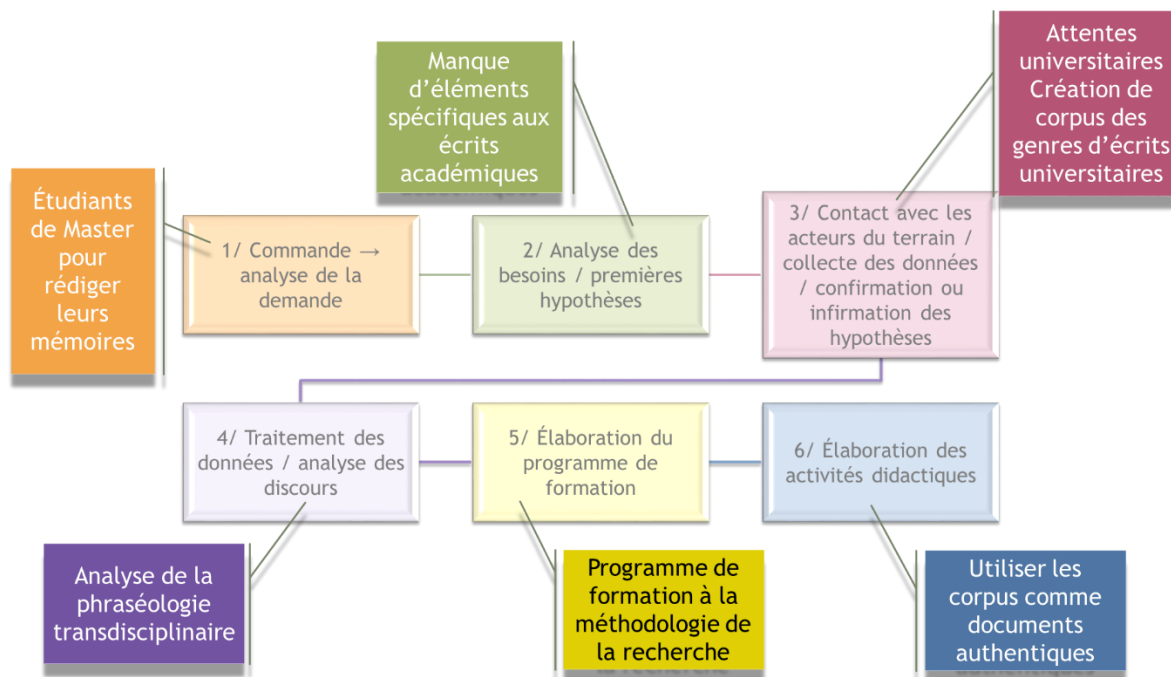 Manque
d’éléments
spécifiques aux
écrits
académiques
Attentes
universitaires
Création de
corpus des
genres d’écrits
universitaires
Étudiants
de Master
pour
rédiger
leurs
mémoires
1/ Commande →
analyse de la
demande
2/ Analyse des
besoins / premières
hypothèses
3/ Contact avec les
acteurs du terrain /
collecte des données
/ confirmation ou
infirmation des
hypothèses
4/ Traitement des
données / analyse des
discours
5/ Élaboration du
programme de
formation
6/ Élaboration des
activités didactiques
Analyse de la
phraséologie
transdisciplinaire
Programme de
formation à la
méthodologie de
la recherche
Utiliser les
corpus comme
documents
authentiques